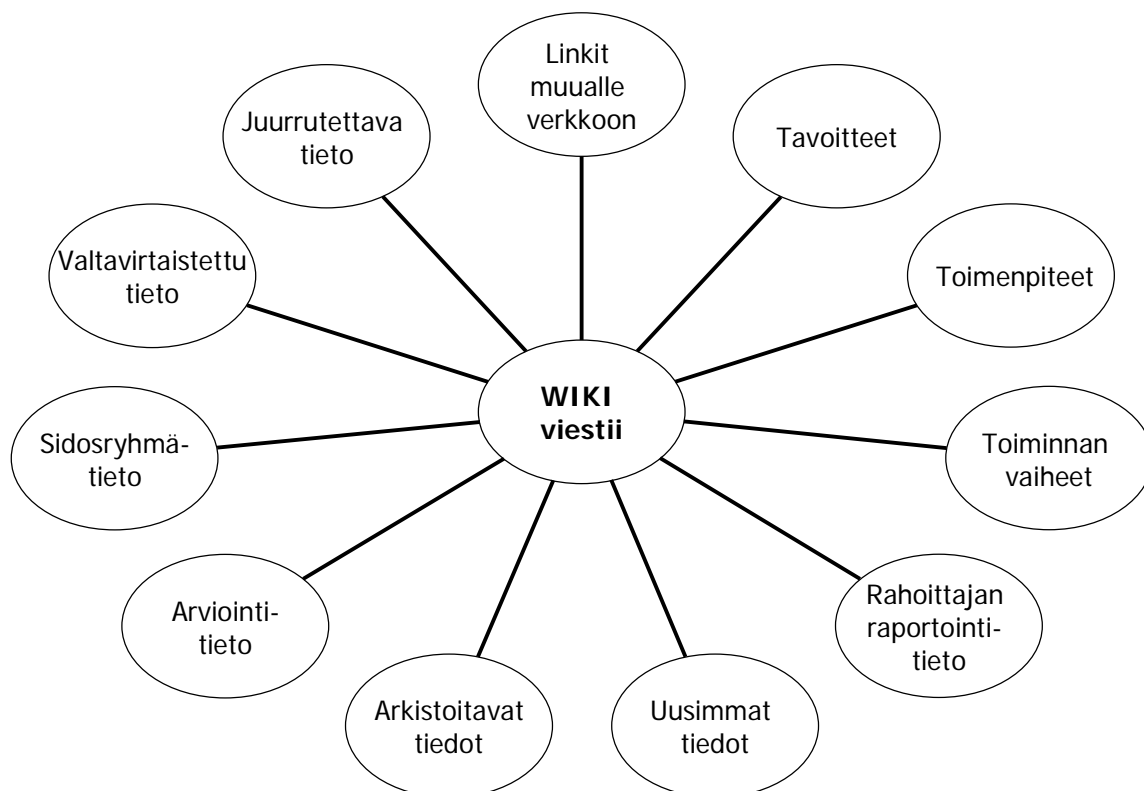 Linkit
muualle
verkkoon
Tavoitteet
Toimenpiteet
Toiminnan
vaiheet
Rahoittajan
raportointi-
tieto
Uusimmat
tiedot
Arkistoitavat
tiedot
Arviointi-
tieto
Sidosryhmä-
tieto
Valtavirtaistettu
tieto
Juurrutettava
tieto
WIKI
viestii